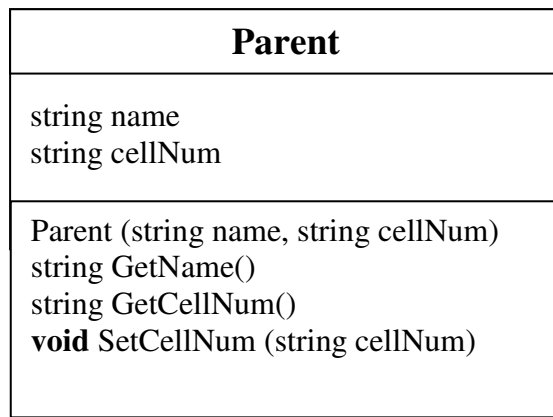 Parent
string name
string cellNum
Parent (string name, string cellNum)
string GetName()
string GetCellNum()
void SetCellNum (string cellNum)